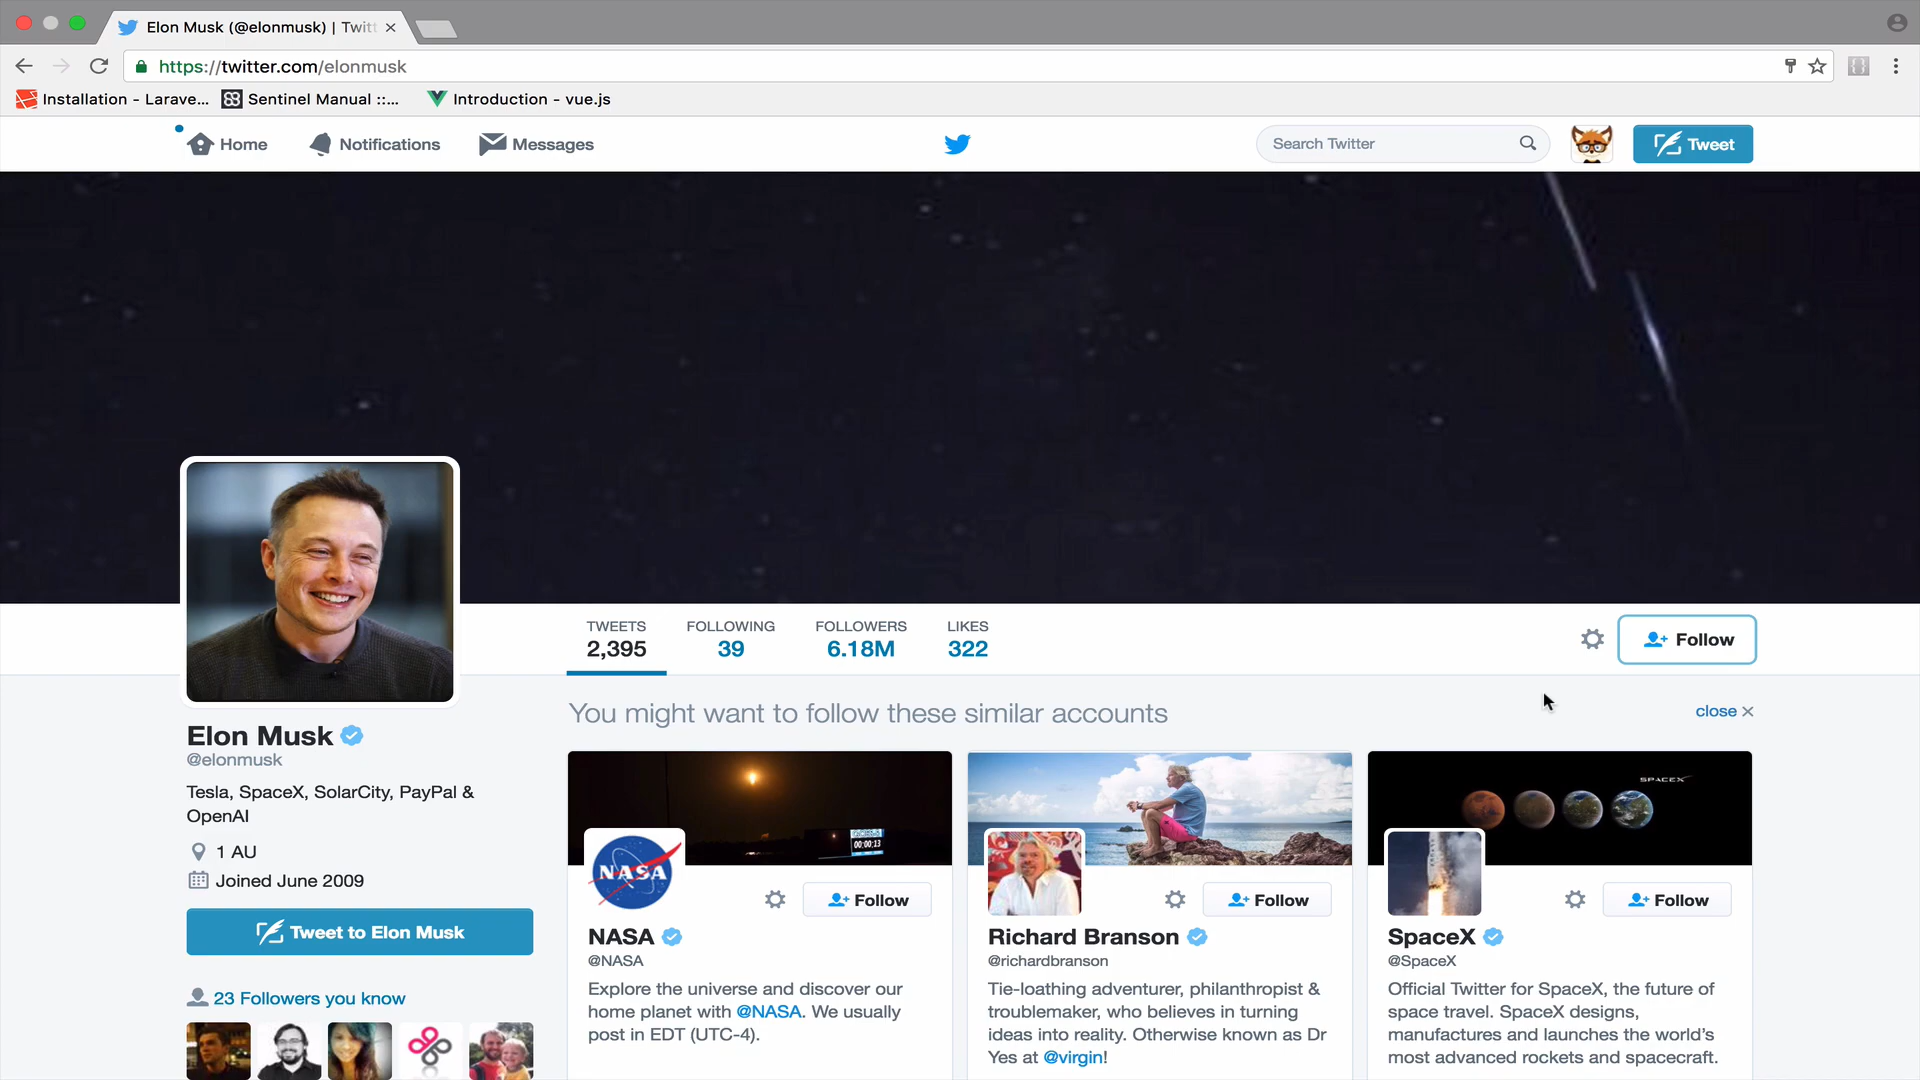 Elon Musk (@elonmusk) | Twitt
https://twitter.com/elonmusk
Installation - Larave...
Sentinel Manual ::...
Introduction - vue.js
Home
Notifications
Messages
Search Twitter
Tweet
TWEETS
2,395
FOLLOWING
39
FOLLOWERS
6.18M
LIKES
322
Follow
Elon Musk
@elonmusk
Tesla, SpaceX, SolarCity, PayPal &
OpenAI
1 AU
Joined June 2009
Tweet to Elon Musk
23 Followers you know
You might want to follow these similar accounts
close
00:00:13
NASA
Follow
NASA
@NASA
Explore the universe and discover our
home planet with @NASA. We usually
post in EDT (UTC-4).
Follow
Richard Branson
@richardbranson
Tie-loathing adventurer, philanthropist &
troublemaker, who believes in turning
ideas into reality. Otherwise known as Dr
Yes at @virgin!
SPACEX
Follow
SpaceX
@SpaceX
Official Twitter for SpaceX, the future of
space travel. SpaceX designs,
manufactures and launches the world's
most advanced rockets and spacecraft.